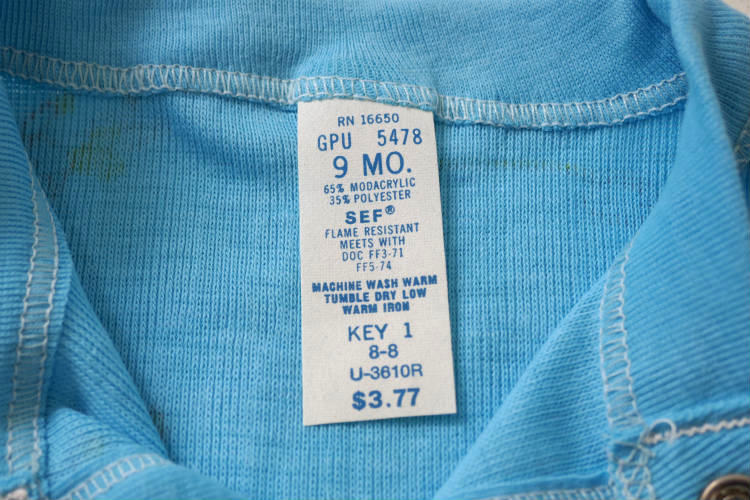 RN 16650
GPU 5478
9 MO.
65% MODACRYLIC
35% POLYESTER
SEF®
FLAME RESISTANT
MEETS WITH
DOC FF3-71
FF5-74
MACHINE WASH WARM
TUMBLE DRY LOW
WARM IRON
KEY 1
8-8
U-3610R
$3.77